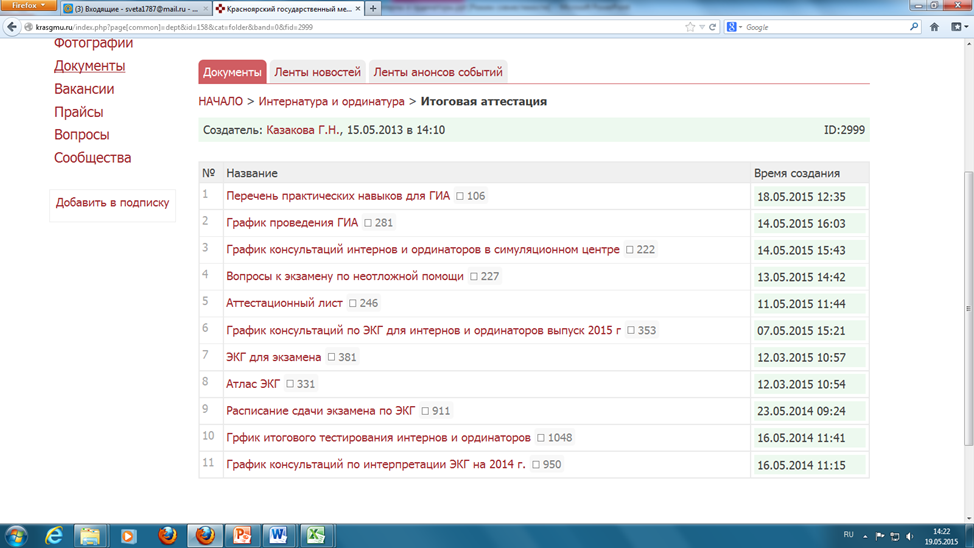 Firefox
(3) Входящие - sveta1787@mail.ru - ...
Красноярский государственный ме...
krasgmu.ru/index.php?page[common]=dept&id=158&cat=folder&band=0&fid=2999
Google
Фотографии
Документы
Вакансии
Прайсы
Вопросы
Сообщества
Добавить в подписку
Документы Ленты новостей Ленты анонсов событий
НАЧАЛО > Интернатура и ординатура > Итоговая аттестация
Создатель: Казакова Г.Н., 15.05.2013 в 14:10 ID:2999
№ Название Время создания
1 Перечень практических навыков для ГИА 106 18.05.2015 12:35
2 График проведения ГИА 281 14.05.2015 16:03
3 График консультаций интернов и ординаторов в симуляционном центре 222 14.05.2015 15:43
4 Вопросы к экзамену по неотложной помощи 227 13.05.2015 14:42
5 Аттестационный лист 246 11.05.2015 11:44
6 График консультаций по ЭКГ для интернов и ординаторов выпуск 2015 г 353 07.05.2015 15:21
7 ЭКГ для экзамена 381 12.03.2015 10:57
8 Атлас ЭКГ 331 12.03.2015 10:54
9 Расписание сдачи экзамена по ЭКГ 911 23.05.2014 09:24
10 Грфик итогового тестирования интернов и ординаторов 1048 16.05.2014 11:41
11 График консультаций по интерпретации ЭКГ на 2014 г. 950 16.05.2014 11:15
RU
14:22
19.05.2015